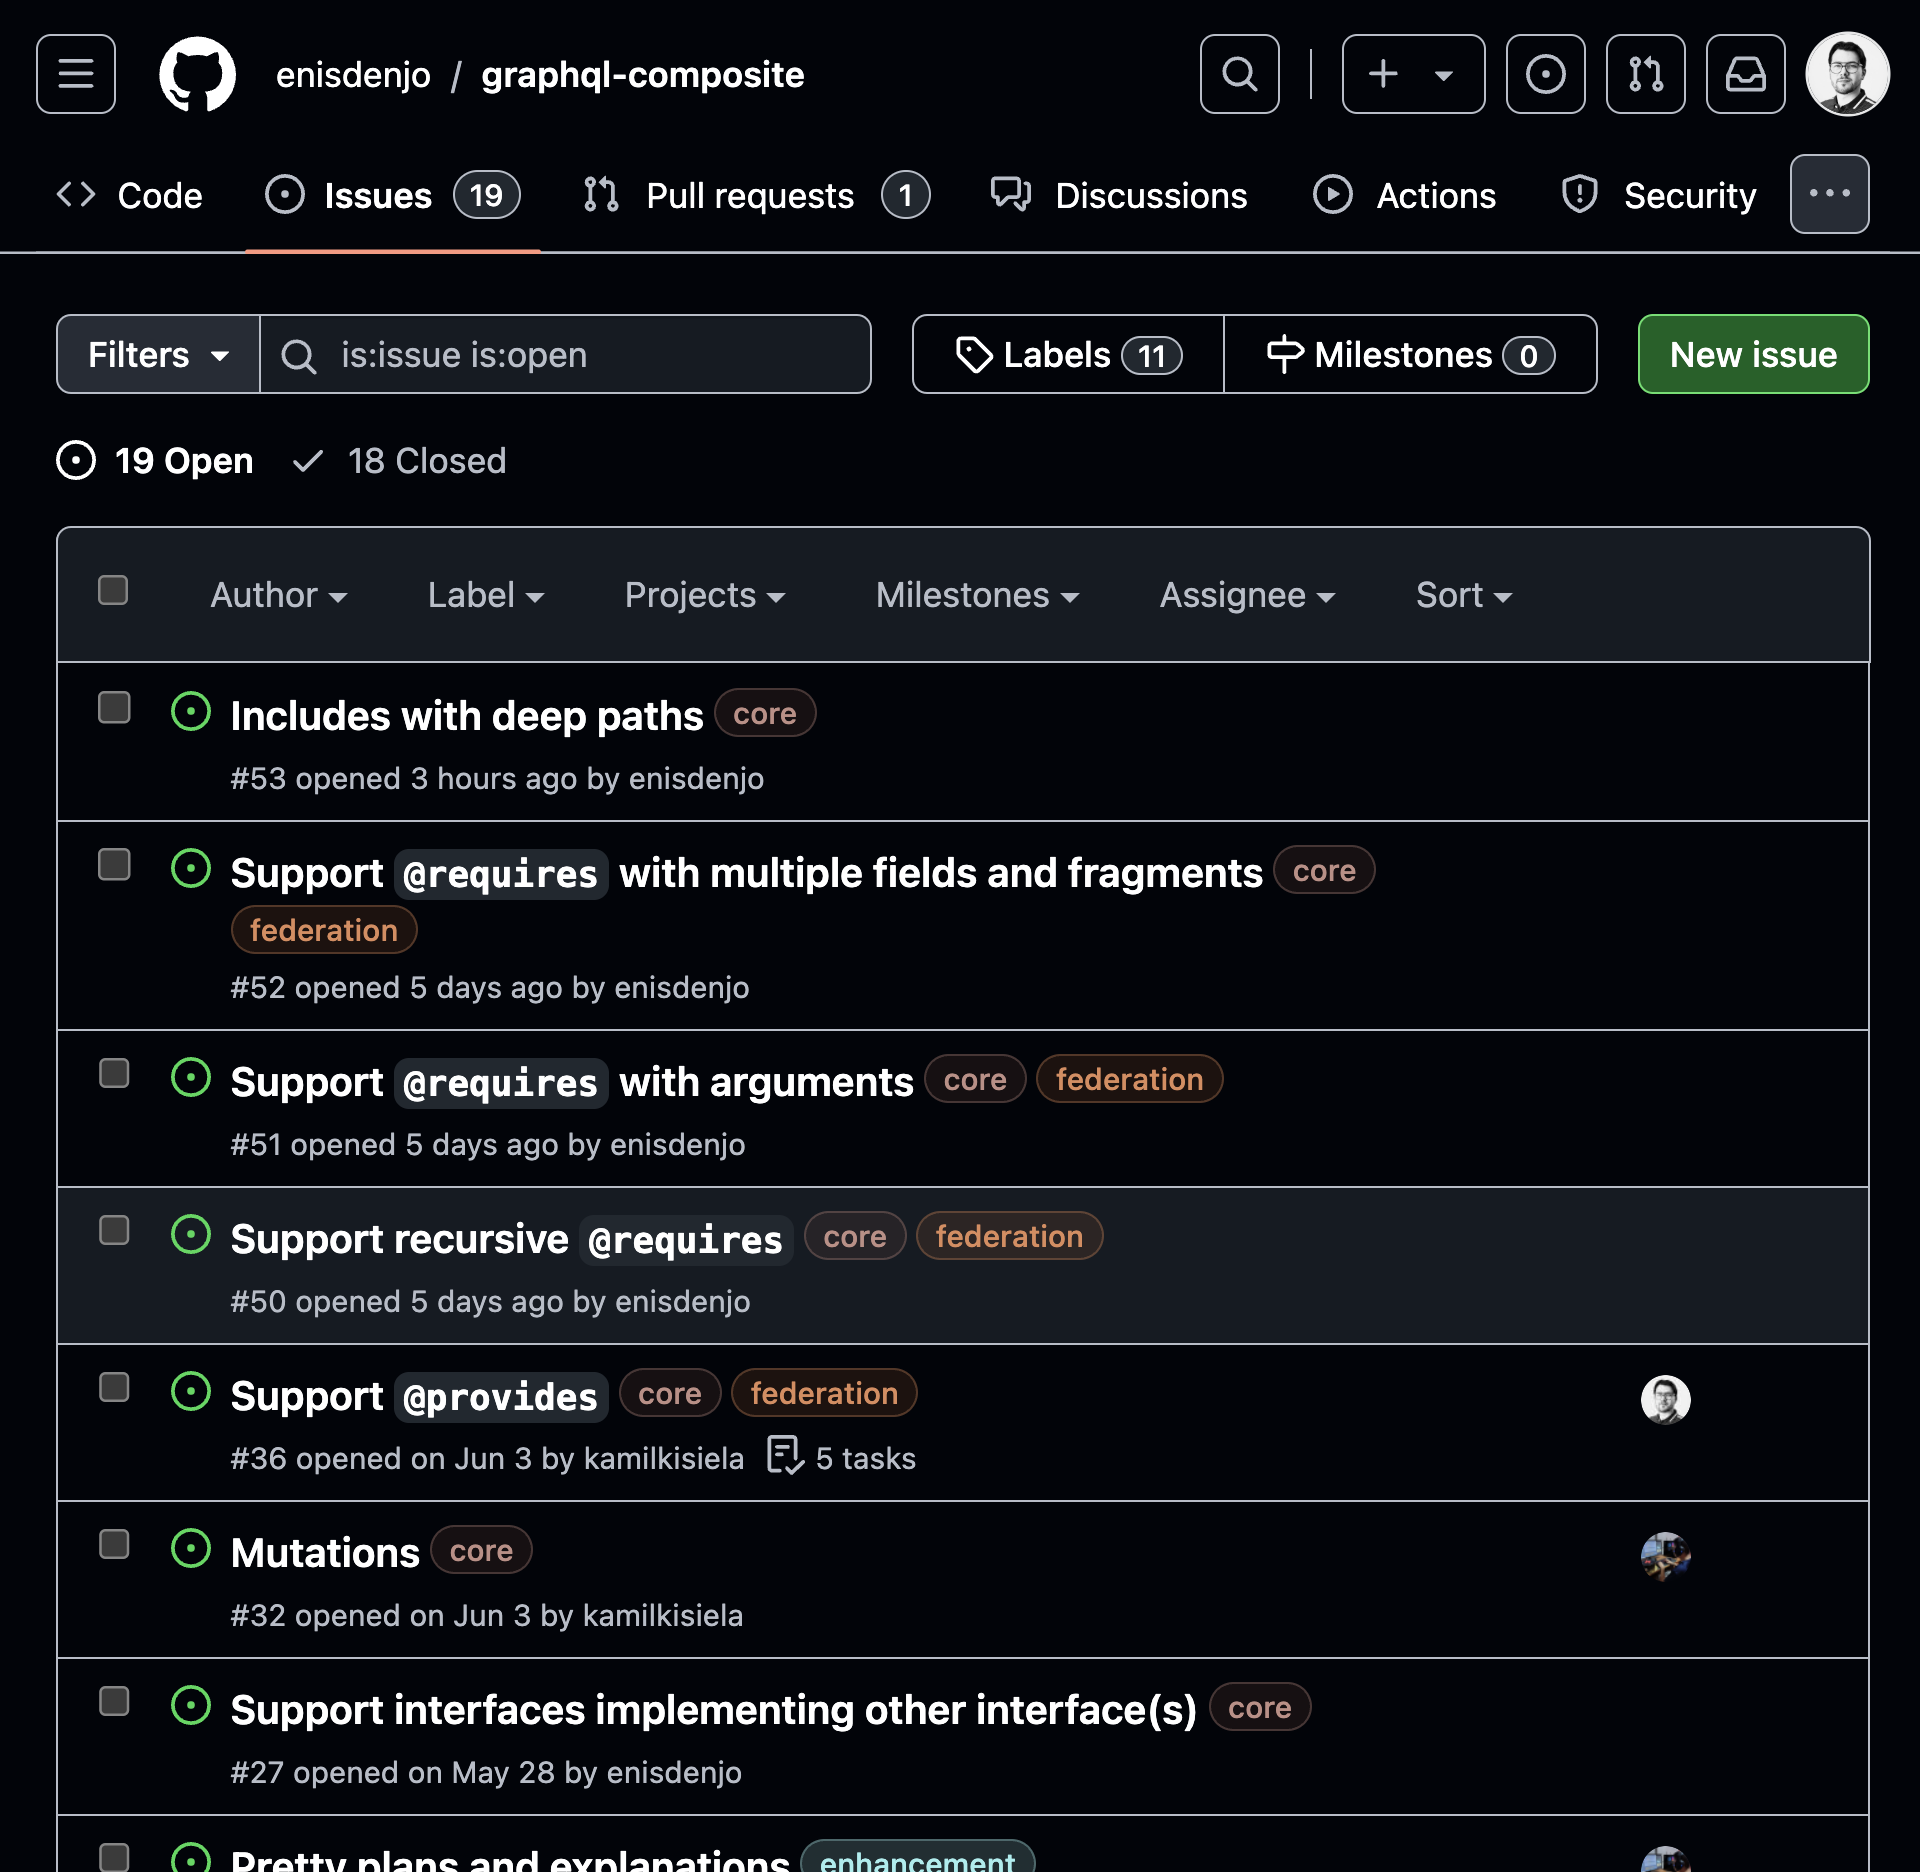 enisdenjo / graphql-composite
Code Issues 19 Pull requests 1 Discussions Actions Security
Filters is:issue is:open Labels 11 Milestones 0 New issue
19 Open 18 Closed
Author Label Projects Milestones Assignee Sort
Includes with deep paths core
#53 opened 3 hours ago by enisdenjo
Support @requires with multiple fields and fragments core
federation
#52 opened 5 days ago by enisdenjo
Support @requires with arguments core federation
#51 opened 5 days ago by enisdenjo
Support recursive @requires core federation
#50 opened 5 days ago by enisdenjo
Support @provides core federation
#36 opened on Jun 3 by kamilkisiela 5 tasks
Mutations core
#32 opened on Jun 3 by kamilkisiela
Support interfaces implementing other interface(s) core
#27 opened on May 28 by enisdenjo
Pretty plans and explanations enhancement